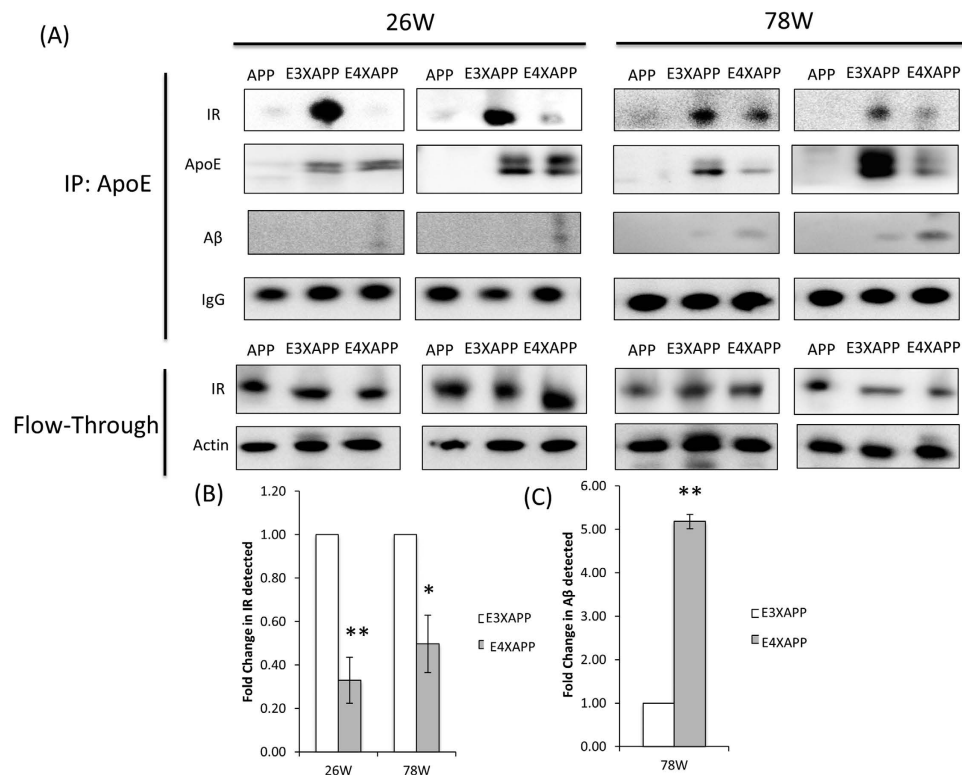 (A)
26W
78W
APP E3XAPP E4XAPP APP E3XAPP E4XAPP APP E3XAPP E4XAPP APP E3XAPP E4XAPP
IR
ApoE
IP: ApoE
Aβ
IgG
APP E3XAPP E4XAPP APP E3XAPP E4XAPP APP E3XAPP E4XAPP APP E3XAPP E4XAPP
IR
Flow-Through
Actin
(B)
Fold Change in IR detected
1.20
1.00
0.80
0.60
0.40
0.20
0.00
**
*
26W 78W
E3XAPP
E4XAPP
(C)
Fold Change in Aβ detected
6.00
5.00
4.00
3.00
2.00
1.00
0.00
**
78W
E3XAPP
E4XAPP